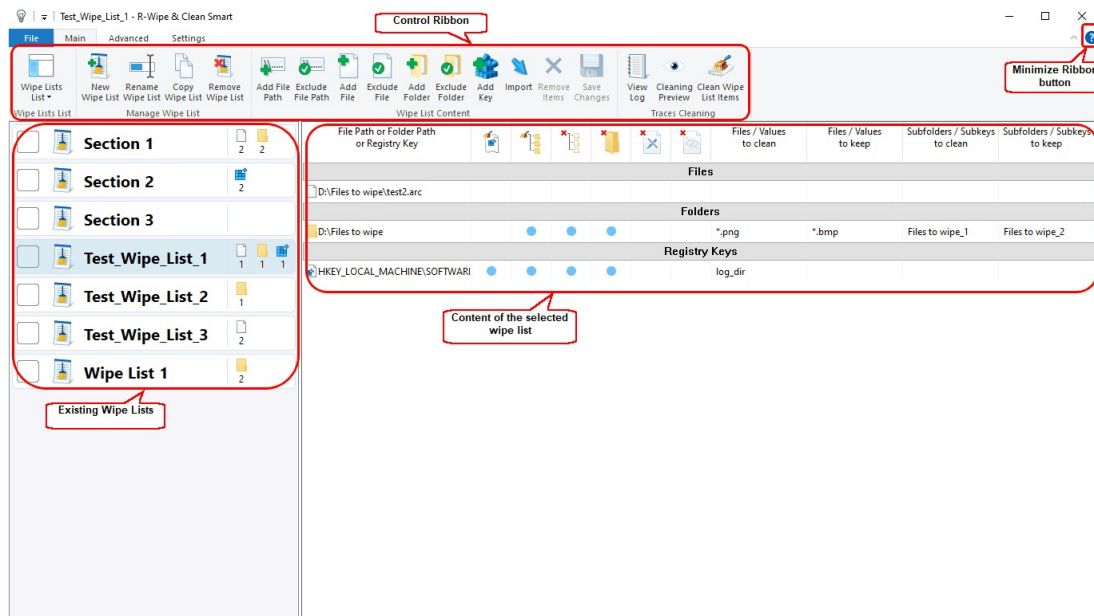 Test_Wipe_List_1 - R-Wipe & Clean Smart
Control Ribbon
File Main Advanced Settings
Minimize Ribbon
button
Wipe Lists
List
New
Wipe List
Rename
Wipe List
Copy
Wipe List
Remove
Wipe List
Add File
Path
Exclude
File Path
Add
File
Exclude
File
Add
Folder
Exclude
Folder
Add
Key
Import
Remove
Items
Save
Changes
View
Log
Cleaning
Preview
Clean Wipe
List Items
Wipe Lists List
Manage Wipe List
Wipe List Content
Traces Cleaning
Section 1
2 2
Section 2
2
Section 3
Test_Wipe_List_1
1 1 1
Test_Wipe_List_2
1
Test_Wipe_List_3
2
Wipe List 1
2
Existing Wipe Lists
File Path or Folder Path
or Registry Key
Files / Values
to clean
Files / Values
to keep
Subfolders / Subkeys
to clean
Subfolders / Subkeys
to keep
Files
D:\Files to wipe\test2.arc
Folders
D:\Files to wipe *.png *.bmp Files to wipe_1 Files to wipe_2
Registry Keys
HKEY_LOCAL_MACHINE\SOFTWARE log_dir
Content of the selected
wipe list